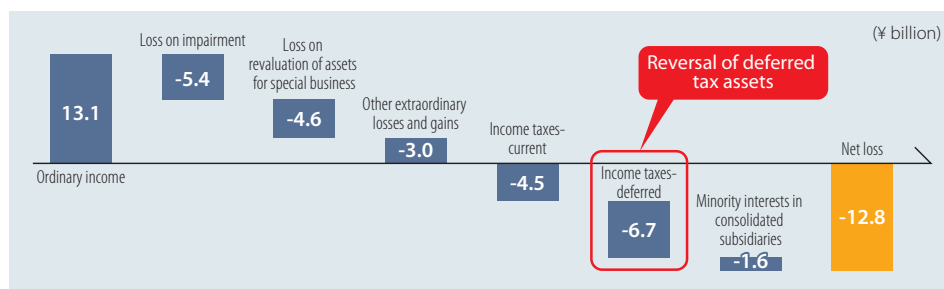 (¥ billion)
13.1
Ordinary income
Loss on impairment
-5.4
Loss on
revaluation of assets
for special business
-4.6
Other extraordinary
losses and gains
-3.0
Income taxes-
current
-4.5
Reversal of deferred
tax assets
Income taxes-
deferred
-6.7
Minority interests in
consolidated
subsidiaries
-1.6
Net loss
-12.8